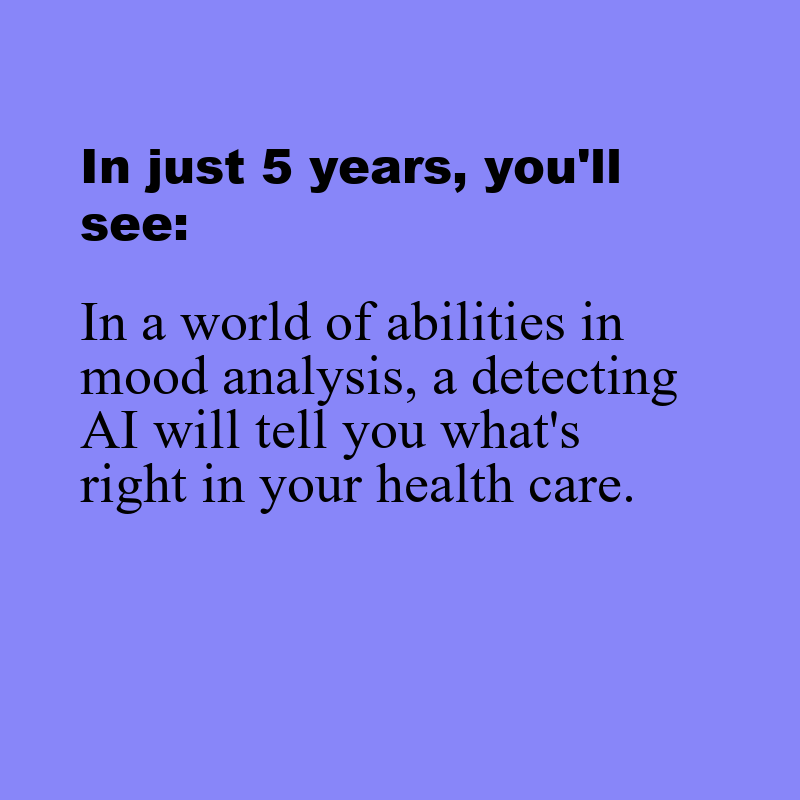 In just 5 years, you'll
see:
In a world of abilities in
mood analysis, a detecting
AI will tell you what's
right in your health care.